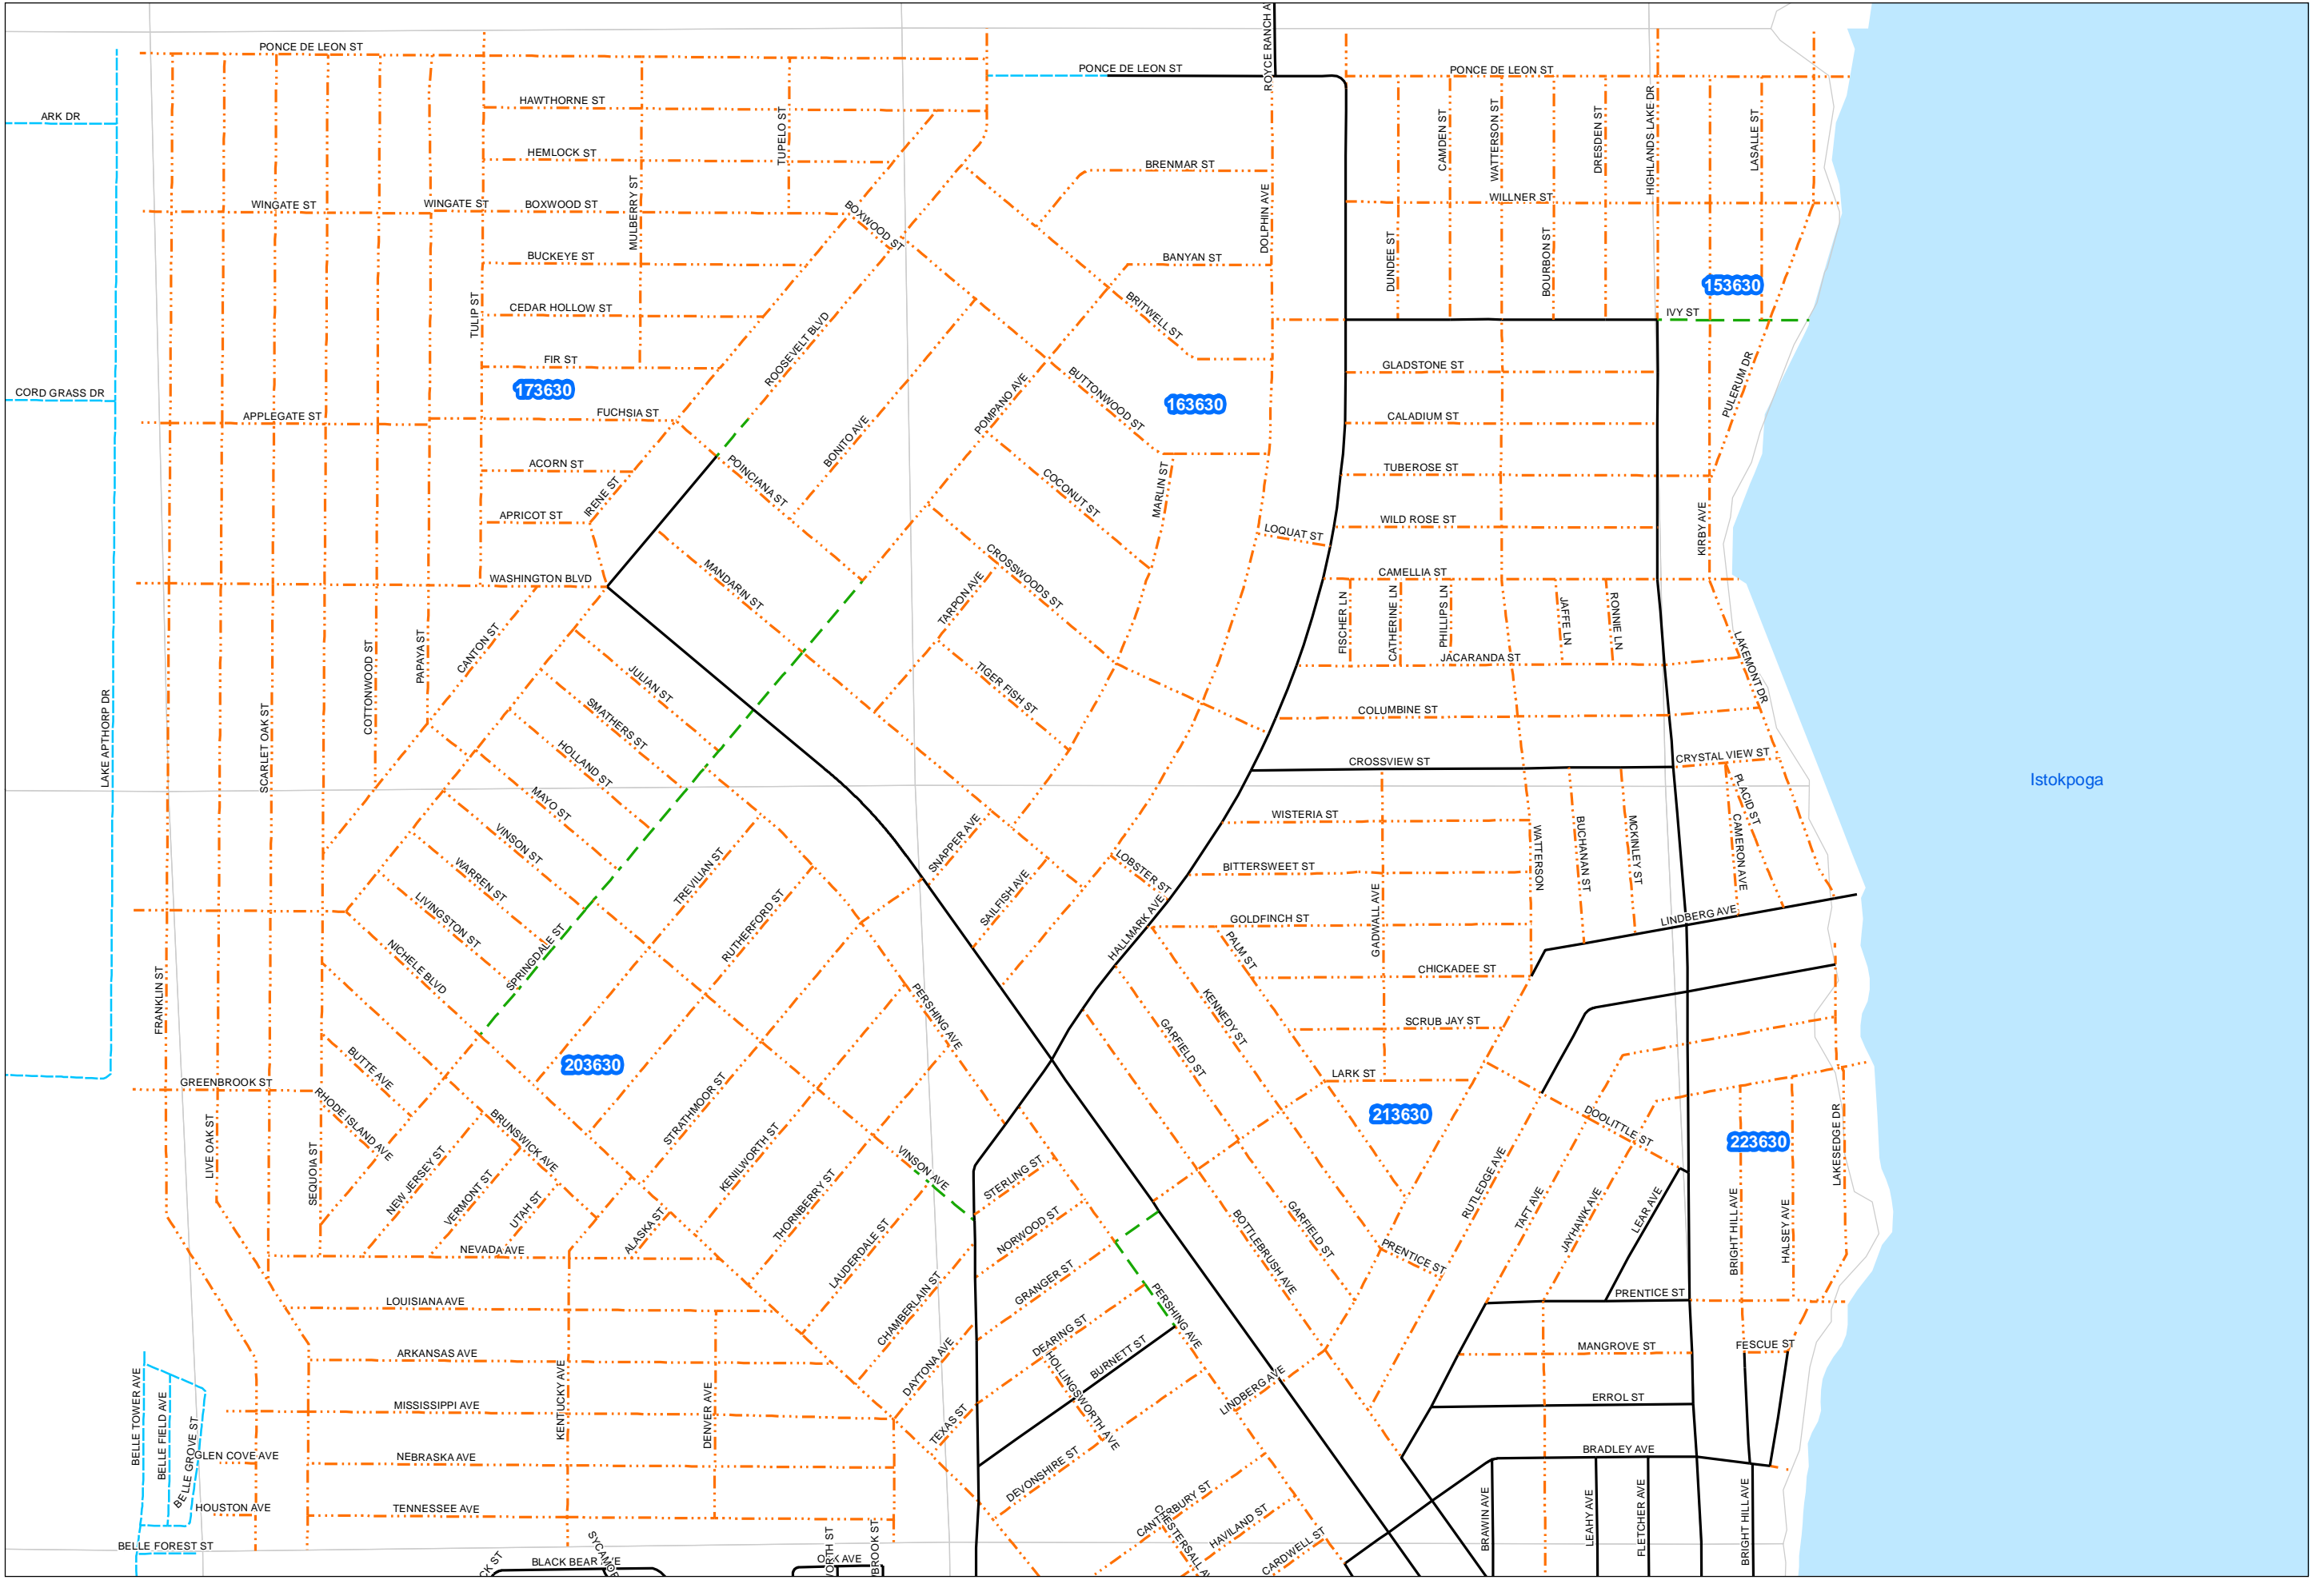 PONCE DE LEON ST
PONCE DE LEON ST
ROYCE RANCH A
PONCE DE LEON ST
ARK DR
HAWTHORNE ST
HEMLOCK ST
TUPELO ST
BRENMAR ST
CAMDEN ST
WATTERSON ST
DRESDEN ST
HIGHLANDS LAKE DR
LASALLE ST
WINGATE ST
WINGATE ST
BOXWOOD ST
MULBERRY ST
BOXWOOD ST
DOLPHIN AVE
WILLNER ST
BUCKEYE ST
BANYAN ST
DUNDEE ST
BOURBON ST
153630
CEDAR HOLLOW ST
TULIP ST
ROOSEVELT BLVD
BRITWELL ST
IVY ST
FIR ST
GLADSTONE ST
PULERUM DR
173630
163630
CORD GRASS DR
APPLEGATE ST
FUCHSIA ST
BONITO AVE
POMPANO AVE
BUTTONWOOD ST
CALADIUM ST
ACORN ST
POINCIANA ST
COCONUT ST
MARLIN ST
TUBEROSE ST
APRICOT ST
IRENE ST
LOQUAT ST
WILD ROSE ST
KIRBY AVE
WASHINGTON BLVD
MANDARIN ST
TARPON AVE
CROSSWOODS ST
CAMELLIA ST
FISCHER LN
CATHERINE LN
PHILLIPS LN
JAFFE LN
RONNIE LN
LAKE APTHORP DR
SCARLET OAK ST
COTTONWOOD ST
PAPAYA ST
CANTON ST
JULIAN ST
TIGER FISH ST
JACARANDA ST
LAKEMONT DR
SMATHERS ST
COLUMBINE ST
HOLLAND ST
CROSSVIEW ST
CRYSTAL VIEW ST
Istokpoga
MAYO ST
PLACID ST
CAMERON AVE
VINSON ST
SNAPPER AVE
WISTERIA ST
WATTERSON
BUCHANAN ST
MCKINLEY ST
WARREN ST
TREVILIAN ST
LOBSTER ST
BITTERSWEET ST
LIVINGSTON ST
RUTHERFORD ST
SAILFISH AVE
HALLMARK AVE
GOLDFINCH ST
GADWALL AVE
LINDBERG AVE
NICHELE BLVD
SPRINGDALE ST
PALM ST
CHICKADEE ST
FRANKLIN ST
PERSHING AVE
KENNEDY ST
GARFIELD ST
SCRUB JAY ST
BUTTE AVE
203630
GREENBROOK ST
LARK ST
213630
RHODE ISLAND AVE
BRUNSWICK AVE
STRATHMOOR ST
DOOLITTLE ST
223630
LAKESEDGE DR
LIVE OAK ST
SEQUOIA ST
NEW JERSEY ST
VERMONT ST
UTAH ST
KENILWORTH ST
VINSON AVE
STERLING ST
RUTLEDGE AVE
TAFT AVE
JAYHAWK AVE
LEAR AVE
BRIGHT HILL AVE
HALSEY AVE
ALASKA ST
THORNBERRY ST
LAUDERDALE ST
NORWOOD ST
BOTTLEBRUSH AVE
GARFIELD ST
PRENTICE ST
NEVADA AVE
GRANGER ST
LOUISIANA AVE
CHAMBERLAIN ST
PERSHING AVE
PRENTICE ST
ARKANSAS AVE
DAYTONA AVE
DEARING ST
BURNETT ST
MANGROVE ST
FESCUE ST
BELLE TOWER AVE
BELLE FIELD AVE
BELLE GROVE ST
KENTUCKY AVE
DENVER AVE
HOLLINGSWORTH AVE
LINDBERG AVE
ERROL ST
MISSISSIPPI AVE
TEXAS ST
GLEN COVE AVE
NEBRASKA AVE
DEVONSHIRE ST
BRADLEY AVE
HOUSTON AVE
TENNESSEE AVE
CANTERBURY ST
CHESTERSALL A
HAVILAND ST
CARDWELL ST
BRAWIN AVE
LEAHY AVE
FLETCHER AVE
BRIGHT HILL AVE
BELLE FOREST ST
CK ST
BLACK BEAR AVE
SYCAMOR
ORTH ST
OAK AVE
BROOK ST